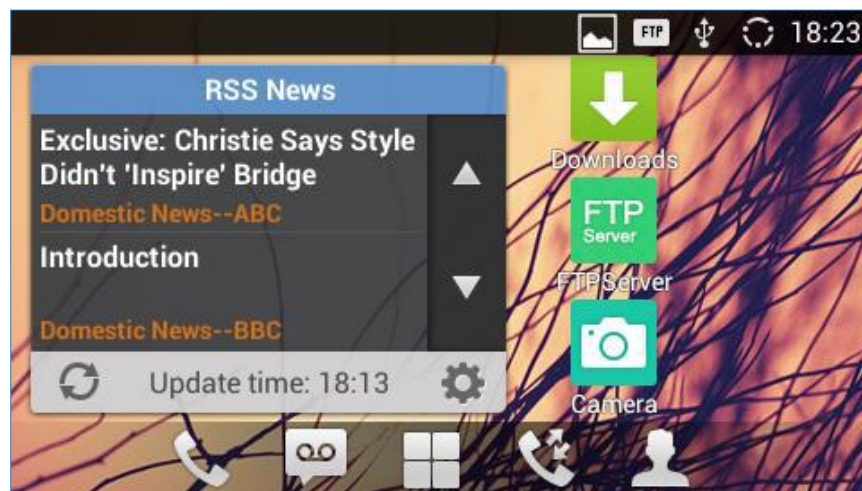 FTP
18:23
RSS News
Exclusive: Christie Says Style
Didn't 'Inspire' Bridge
Domestic News--ABC
Introduction
Domestic News--BBC
Update time: 18:13
Downloads
FTP
Server
FTPServer
Camera